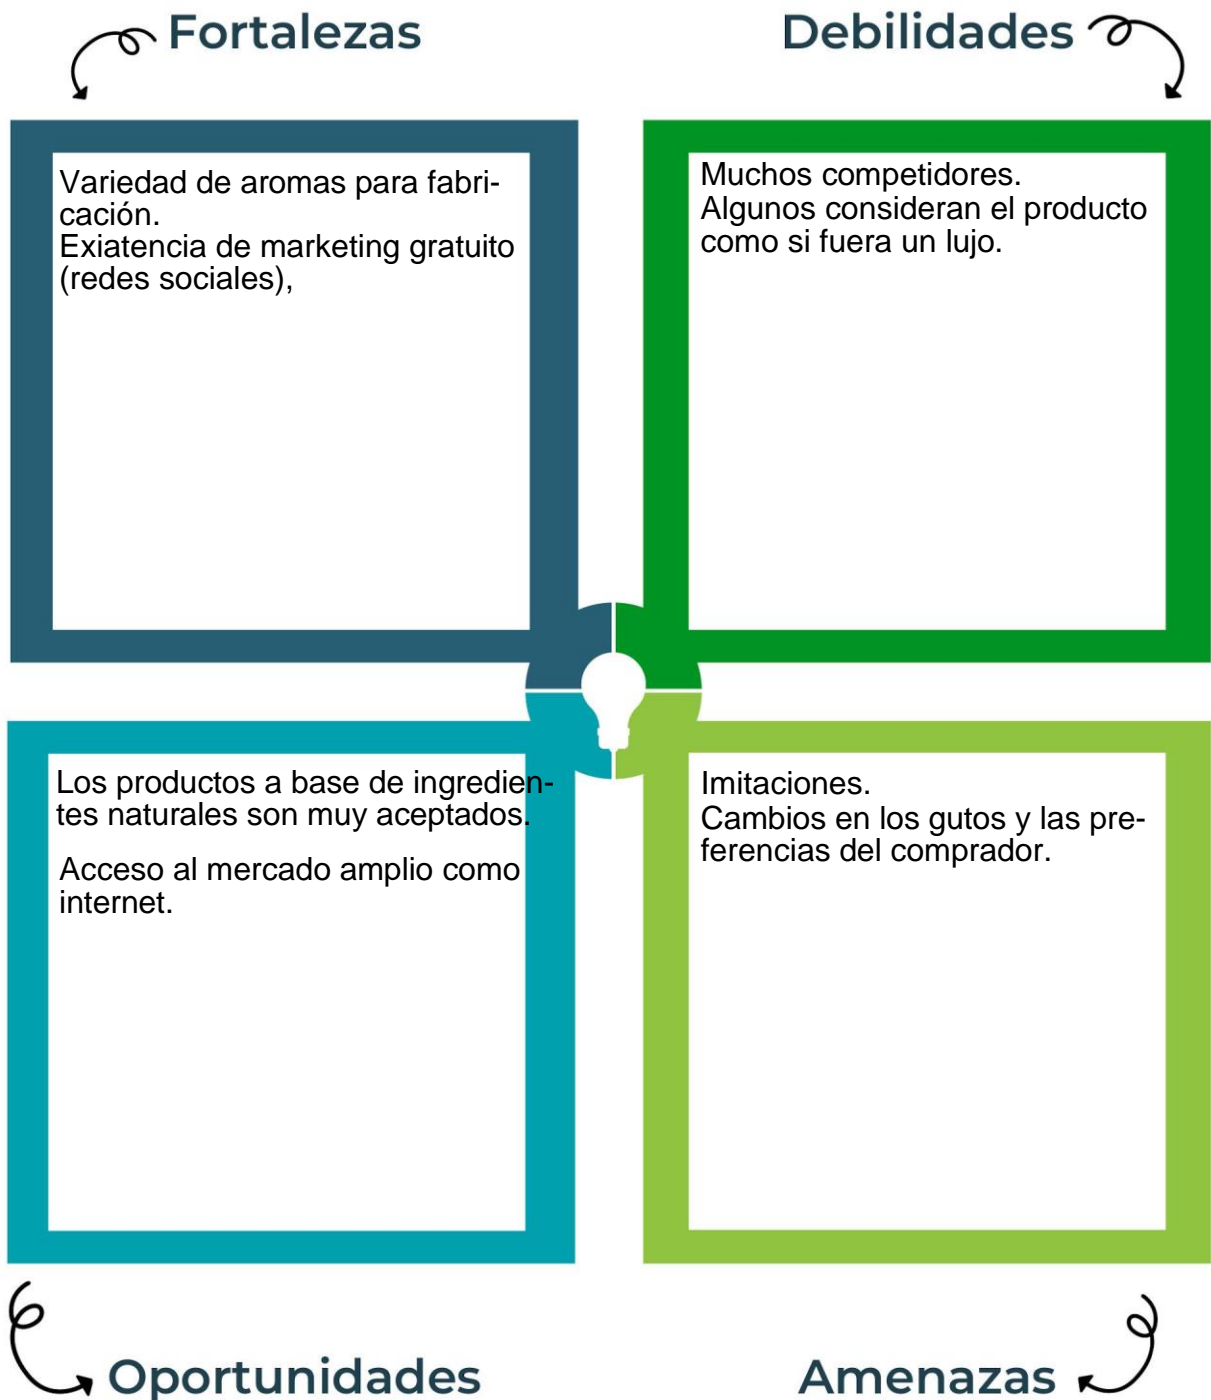 Fortalezas
Variedad de aromas para fabri-
cación.
Exiatencia de marketing gratuito
(redes sociales),
Debilidades
Muchos competidores.
Algunos consideran el producto
como si fuera un lujo.
Los productos a base de ingredien-
tes naturales son muy aceptados.
Acceso al mercado amplio como
internet.
Oportunidades
Imitaciones.
Cambios en los gutos y las pre-
ferencias del comprador.
Amenazas